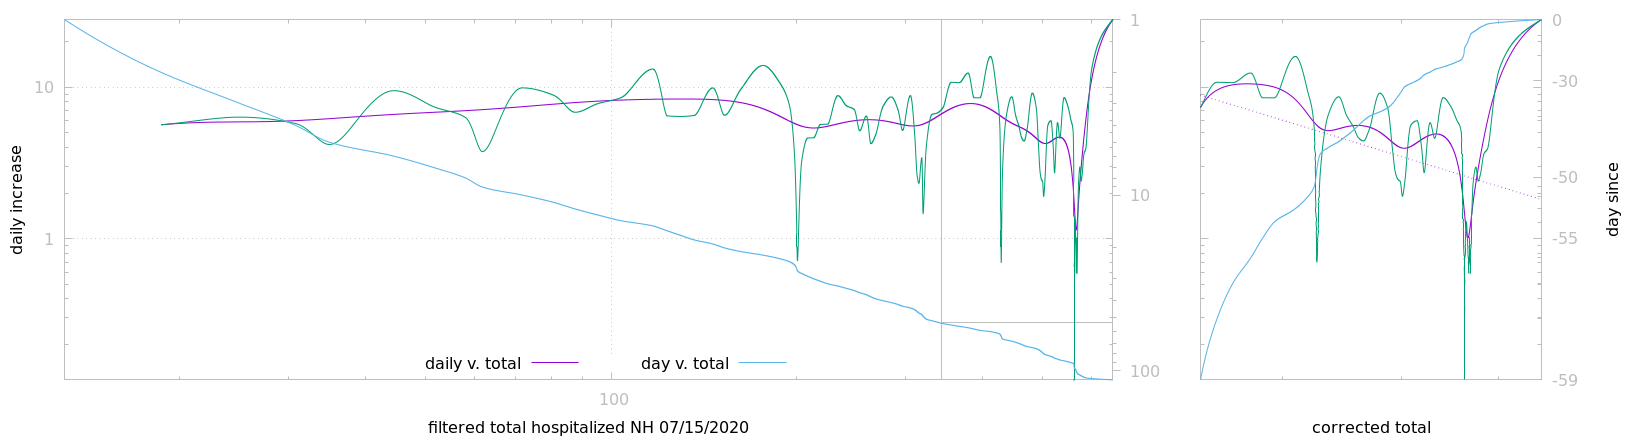 daily increase
10
1
100
daily v. total
day v. total
1
10
100
filtered total hospitalized NH 07/15/2020
0
-30
-50
-55
-59
day since
corrected total